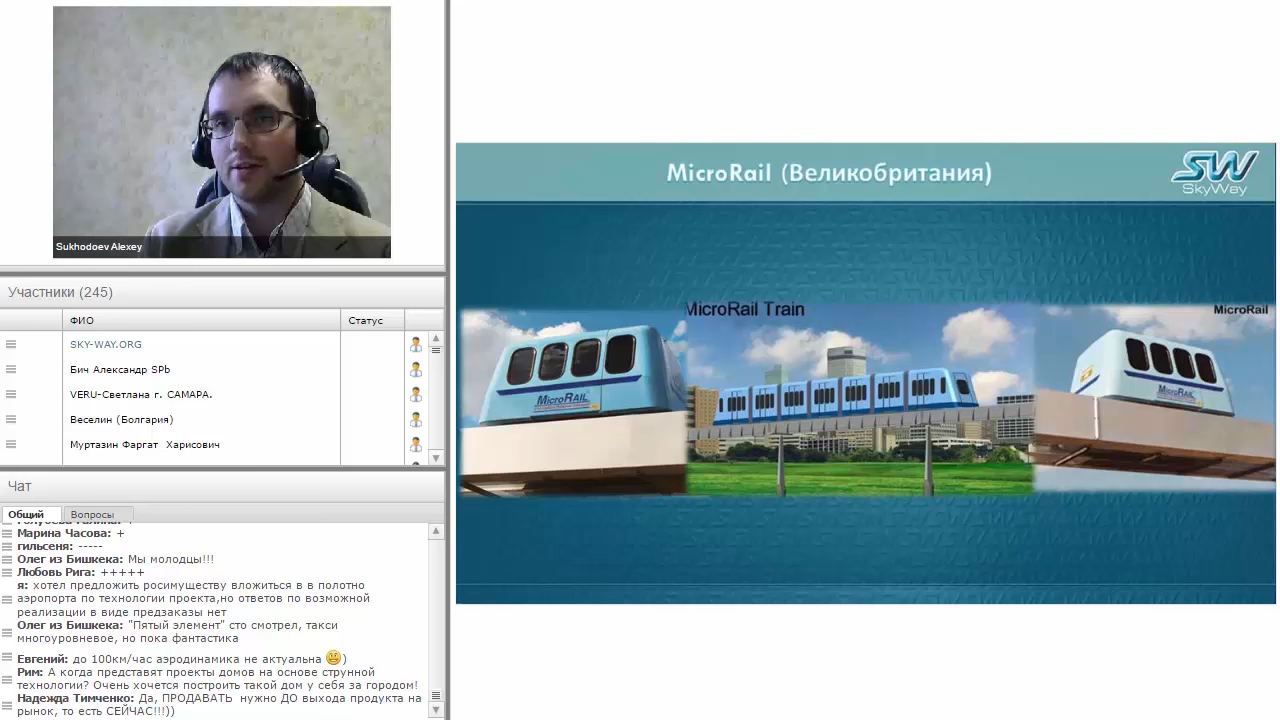 Sukhodoev Alexey
Участники (245)
ФИО
Статус
SKY-WAY.ORG
Бич Александр SPb
VERU-Светлана г. САМАРА.
Веселин (Болгария)
Муртазин Фаргат Харисович
Чат
Общий
Вопросы
Марина Часова: +
гильсеня: -----
Олег из Бишкека: Мы молодцы!!!
Любовь Рига: +++++
я: хотел предложить росимуществу вложиться в в полотно
аэропорта по технологии проекта,но ответов по возможной
реализации в виде предзаказы нет
Олег из Бишкека: "Пятый элемент" сто смотрел, такси
многоуровневое, но пока фантастика
Евгений: до 100км/час аэродинамика не актуальна )
Рим: А когда представят проекты домов на основе струнной
технологии? Очень хочется построить такой дом у себя за городом!
Надежда Тимченко: Да, ПРОДАВАТЬ нужно ДО выхода продукта на
рынок, то есть СЕЙЧАС!!!))
MicroRail (Великобритания)
SW
SkyWay
MicroRail Train
MicroRail
MicroRAIL
MicroRAIL